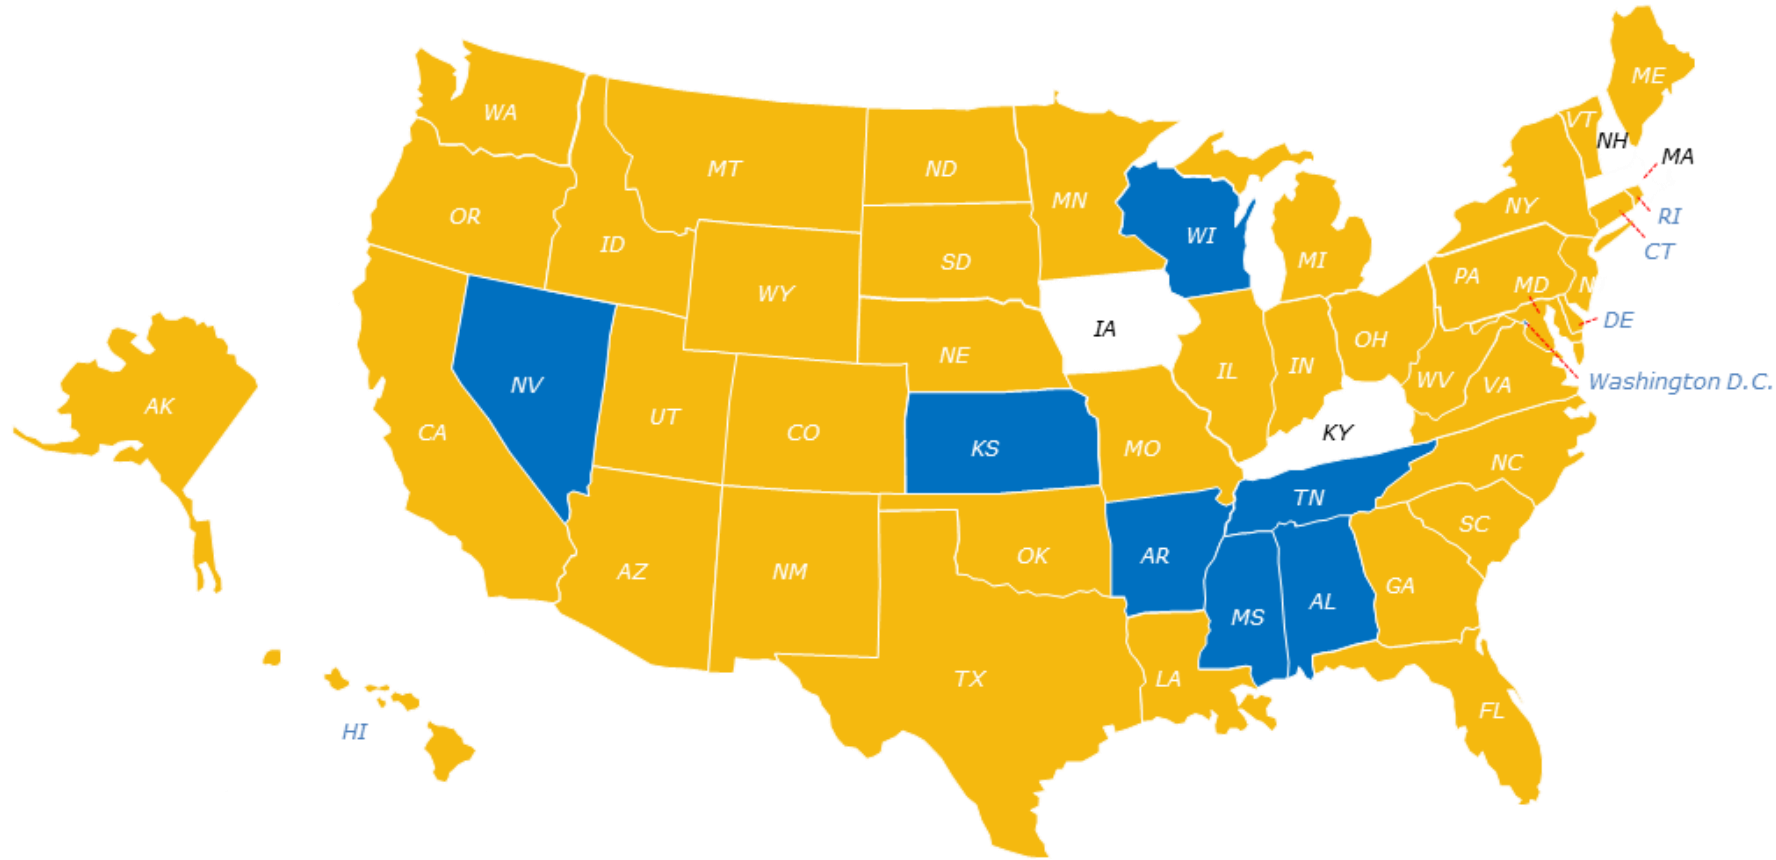 ME
WA
VT
NH
MA
MT
ND
MN
OR
NY
RI
WI
ID
CT
SD
MI
PA
MD
N
WY
DE
IA
OH
NE
IN
IL
WV
VA
Washington D.C.
NV
AK
UT
CA
CO
KY
KS
MO
NC
TN
SC
OK
AR
AZ
NM
GA
AL
MS
TX
LA
FL
HI